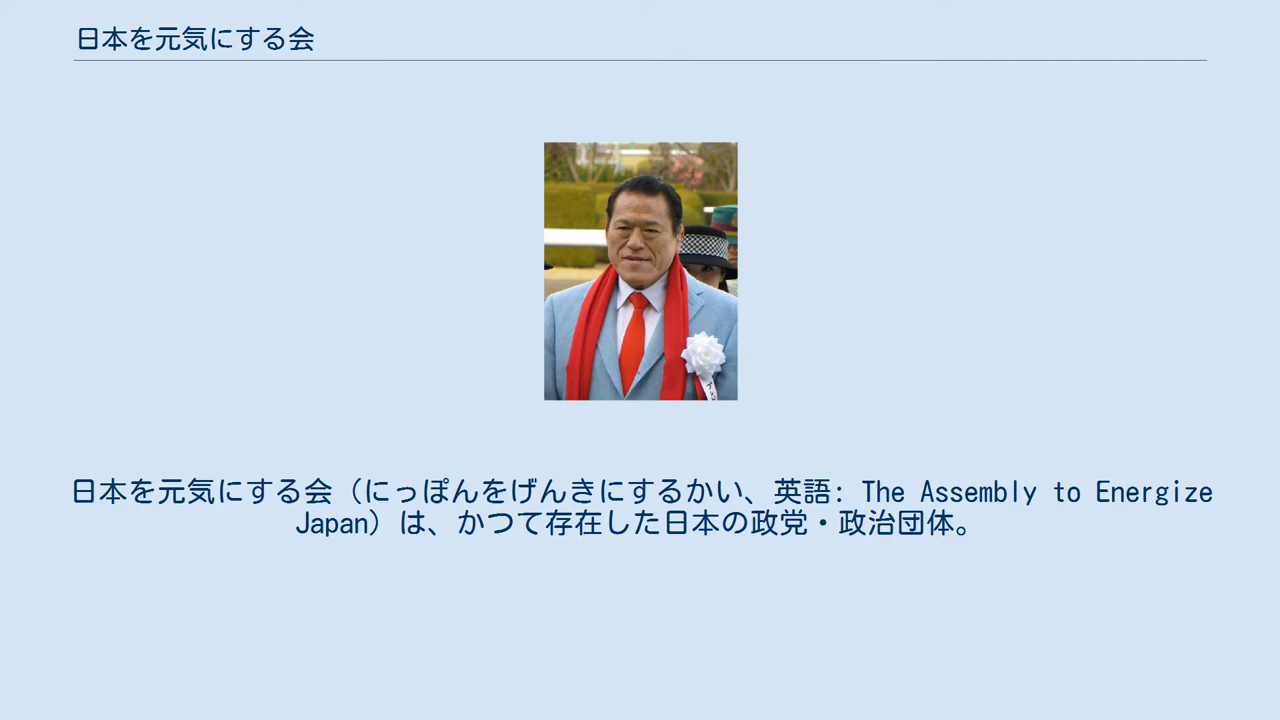 日本を元気にする会
日本を元気にする会（にっぽんをげんきにするかい、英語: The Assembly to Energize
Japan）は、かつて存在した日本の政党・政治団体。